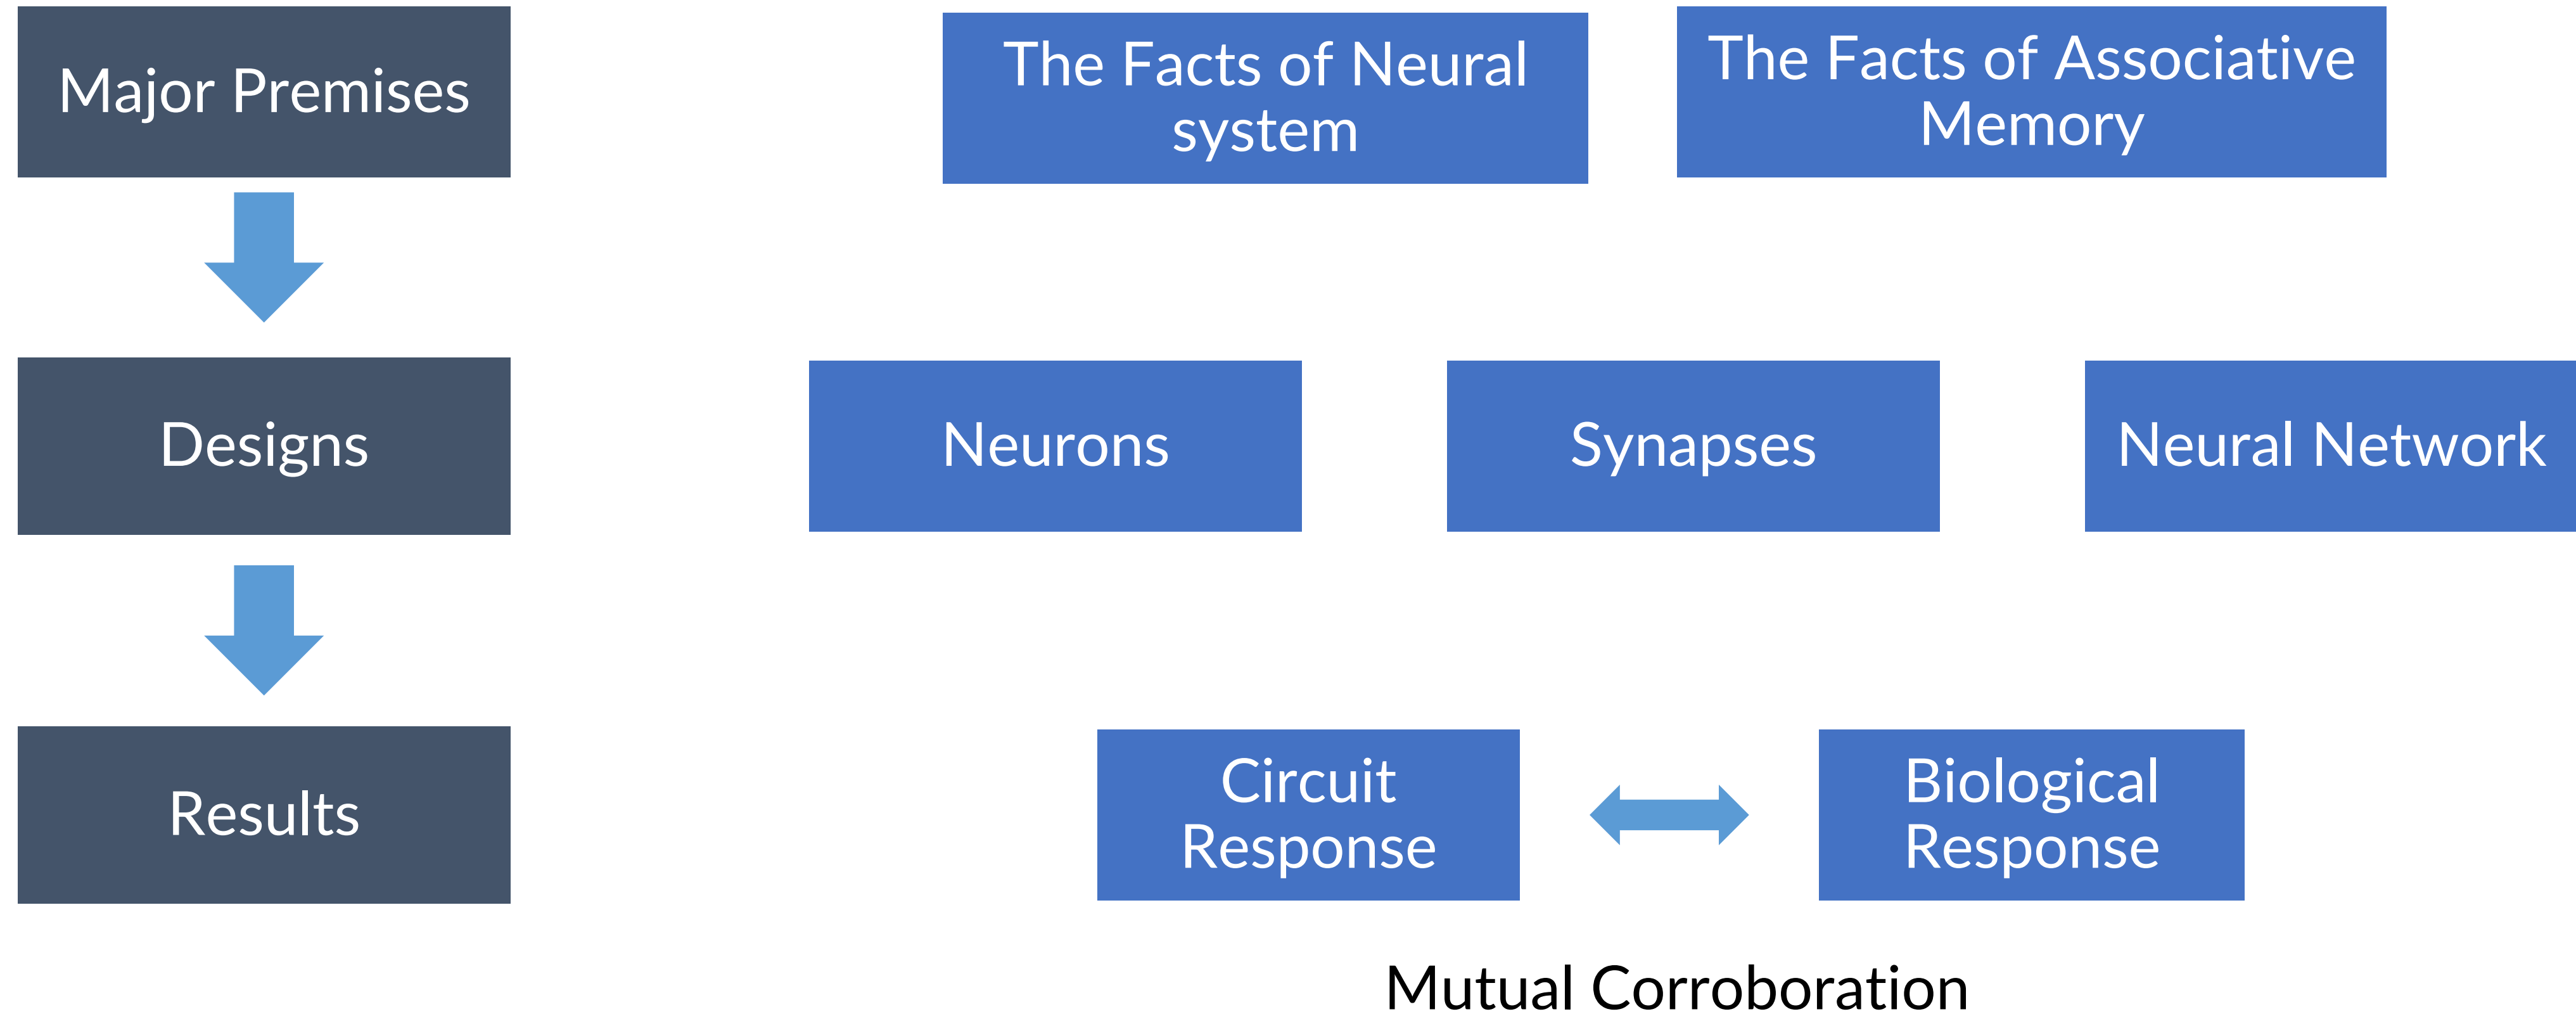 Major Premises
The Facts of Neural
system
The Facts of Associative
Memory
Designs
Neurons
Synapses
Neural Network
Results
Circuit
Response
Biological
Response
Mutual Corroboration